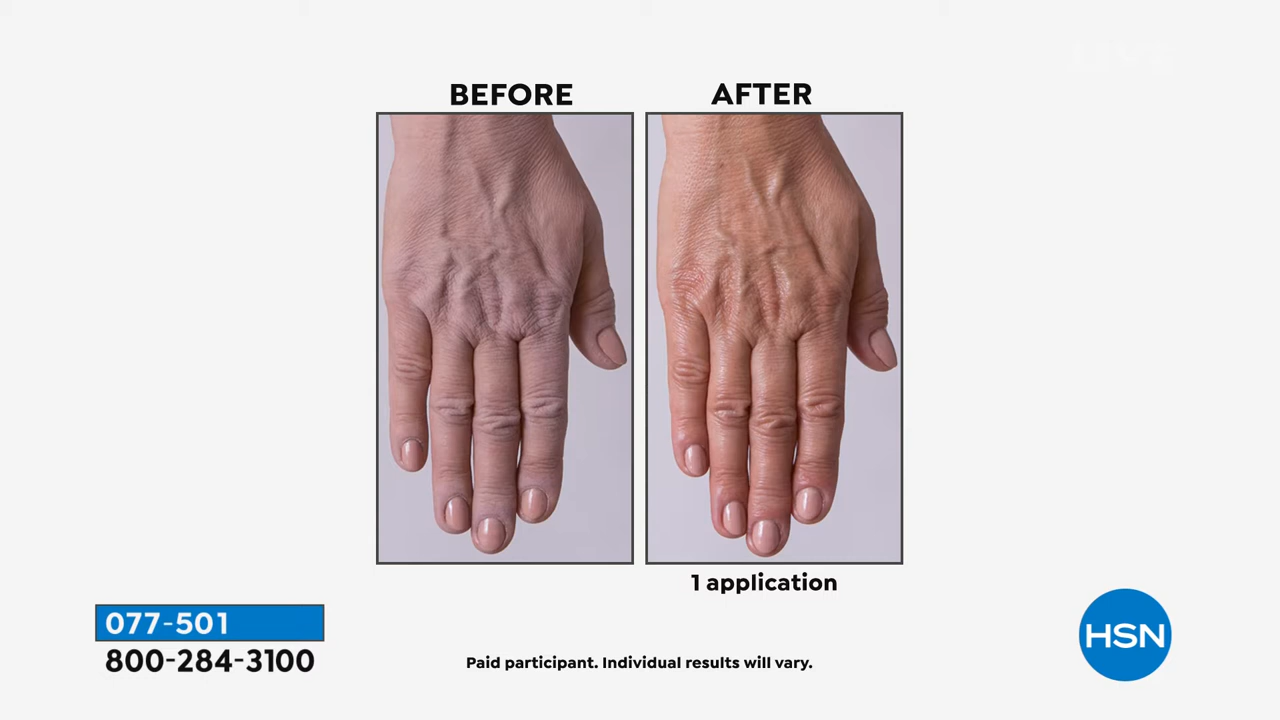 BEFORE
AFTER
1 application
077-501
800-284-3100
Paid participant. Individual results will vary.
HSN